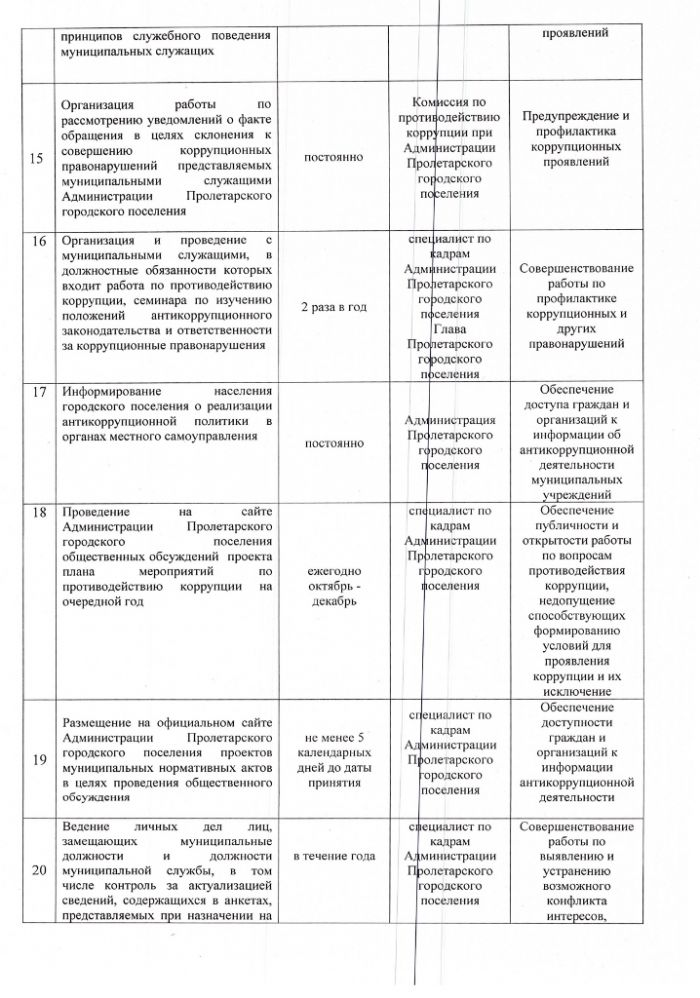 принципов служебного поведения
муниципальных служащих
проявлений
15
Организация работы по
рассмотрению уведомлений о факте
обращения в целях склонения к
совершению коррупционных
правонарушений представляемых
муниципальными служащими
Администрации Пролетарского
городского поселения
постоянно
Комиссия по
противодействию
коррупции при
Администрации
Пролетарского
городского
поселения
Предупреждение и
профилактика
коррупционных
проявлений
16
Организация и проведение с
муниципальными служащими, в
должностные обязанности которых
входит работа по противодействию
коррупции, семинара по изучению
положений антикоррупционного
законодательства и ответственности
за коррупционные правонарушения
2 раза в год
специалист по
кадрам
Администрации
Пролетарского
городского
поселения
Глава
Пролетарского
городского
поселения
Совершенствование
работы по
профилактике
коррупционных и
других
правонарушений
17
Информирование населения
городского поселения о реализации
антикоррупционной политики в
органах местного самоуправления
постоянно
Администрация
Пролетарского
городского
поселения
Обеспечение
доступа граждан и
организаций к
информации об
антикоррупционной
деятельности
муниципальных
учреждений
18
Проведение на сайте
Администрации Пролетарского
городского поселения
общественных обсуждений проекта
плана мероприятий по
противодействию коррупции на
очередной год
ежегодно
октябрь -
декабрь
специалист по
кадрам
Администрации
Пролетарского
городского
поселения
Обеспечение
публичности и
открытости работы
по вопросам
противодействия
коррупции,
недопущение
способствующих
формированию
условий для
проявления
коррупции и их
исключение
19
Размещение на официальном сайте
Администрации Пролетарского
городского поселения проектов
муниципальных нормативных актов
в целях проведения общественного
обсуждения
не менее 5
календарных
дней до даты
принятия
специалист по
кадрам
Администрации
Пролетарского
городского
поселения
Обеспечение
доступности
граждан и
организаций к
информации
антикоррупционной
деятельности
20
Ведение личных дел лиц,
замещающих муниципальные
должности и должности
муниципальной службы, в том
числе контроль за актуализацией
сведений, содержащихся в анкетах,
представляемых при назначении на
в течение года
специалист по
кадрам
Администрации
Пролетарского
городского
поселения
Совершенствование
работы по
выявлению и
устранению
возможного
конфликта
интересов,